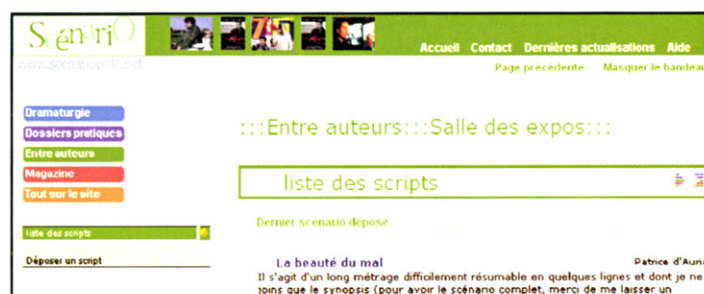 ScénariO
www.scenariopole.net
Accueil Contact Dernières actualisations Aide
Page précédente Masquer le bandeau
Dramaturgie
Dossiers pratiques
Entre auteurs
Magazine
Tout sur le site
:::Entre auteurs:::Salle des expos:::
liste des scripts
Dernier scénario déposé
liste des scripts
Déposer un script
La beauté du mal
Patrice d'Auria
Il s'agit d'un long métrage difficilement résumable en quelques lignes et dont je ne
joins que le synopsis (pour avoir le scénario complet, merci de me laisser un